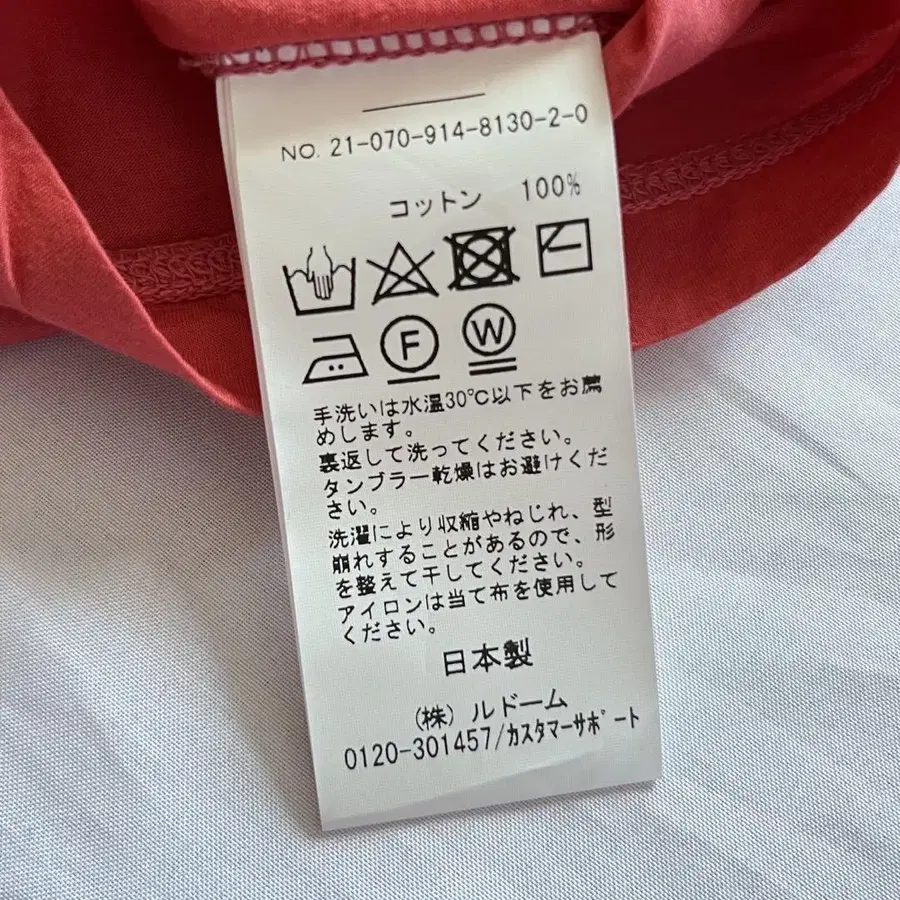 NO. 21-070-914-8130-2-0
コットン 100%
F W
手洗いは水温30℃以下をお薦
めします。
裏返して洗ってください。
タンブラー乾燥はお避けくだ
さい。
洗濯により収縮やねじれ、型
崩れすることがあるので、形
を整えて干してください。
アイロンは当て布を使用して
ください。
日本製
(株) ルドーム
0120-301457/カスタマーサポート